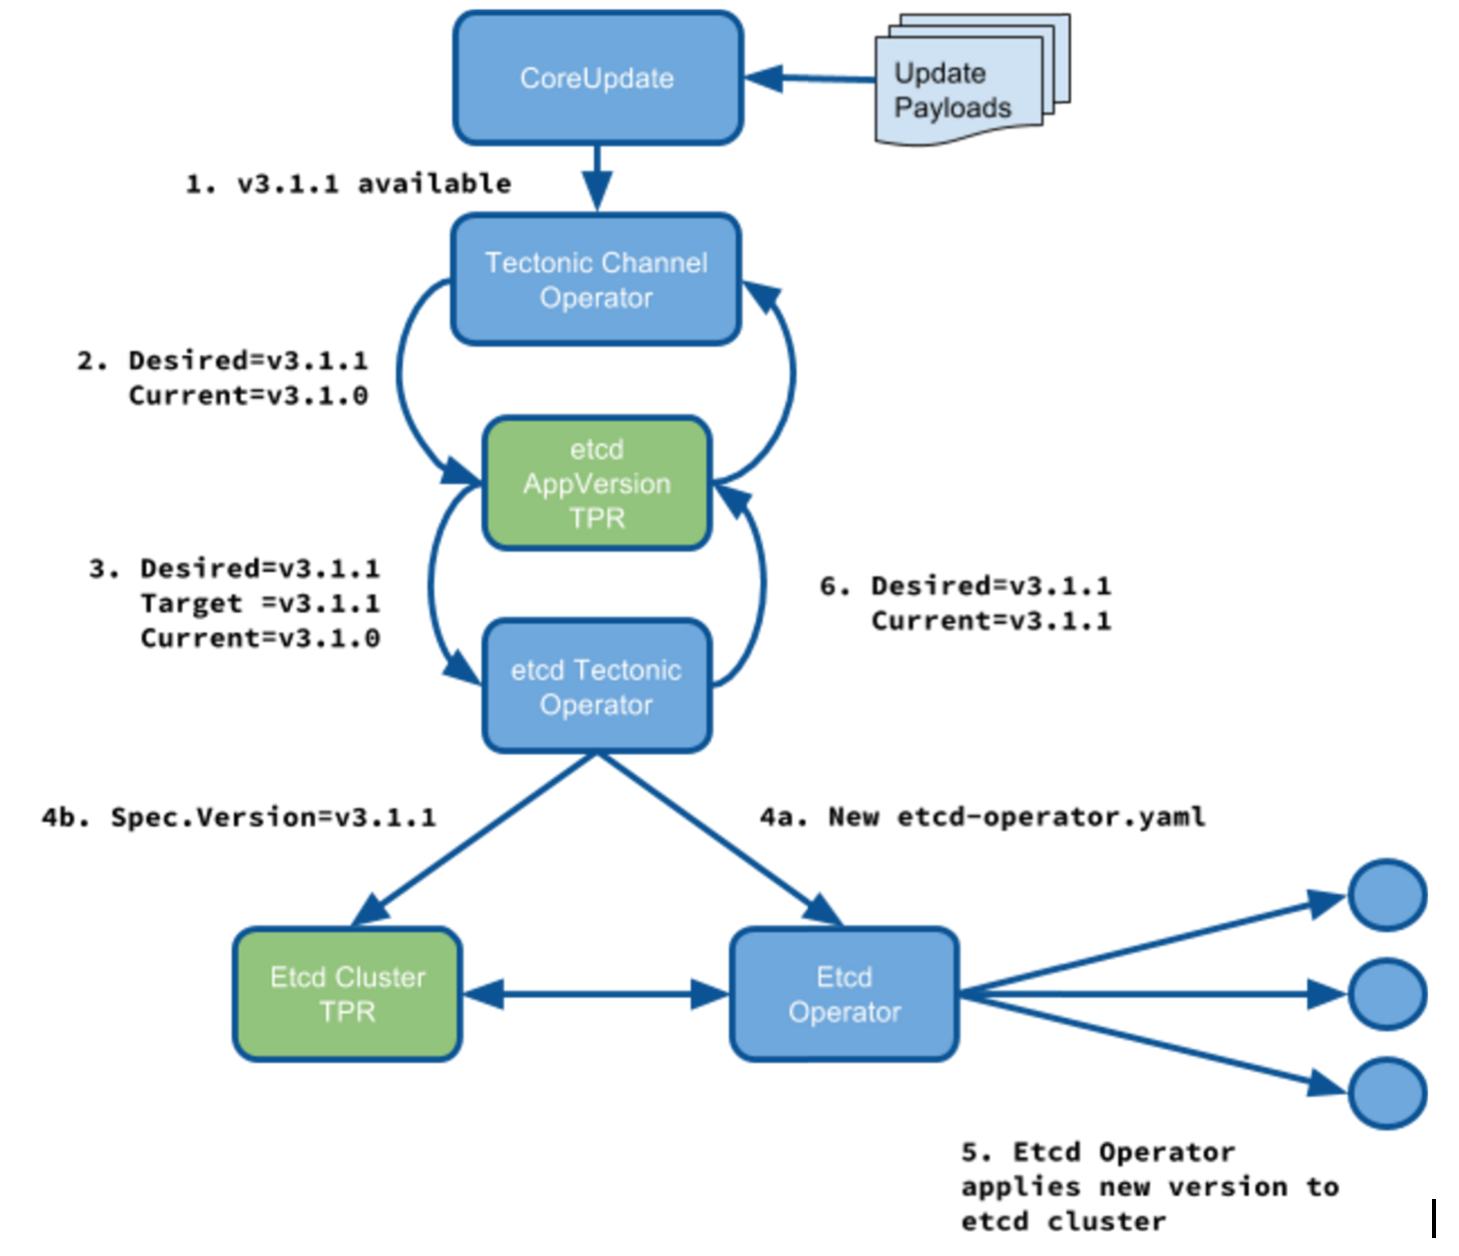 CoreUpdate
Update
Payloads
1. v3.1.1 available
Tectonic Channel
Operator
2. Desired=v3.1.1
Current=v3.1.0
etcd
AppVersion
TPR
3. Desired=v3.1.1
Target =v3.1.1
Current=v3.1.0
6. Desired=v3.1.1
Current=v3.1.1
etcd Tectonic
Operator
4b. Spec.Version=v3.1.1
4a. New etcd-operator.yaml
Etcd Cluster
TPR
Etcd
Operator
5. Etcd Operator
applies new version to
etcd cluster